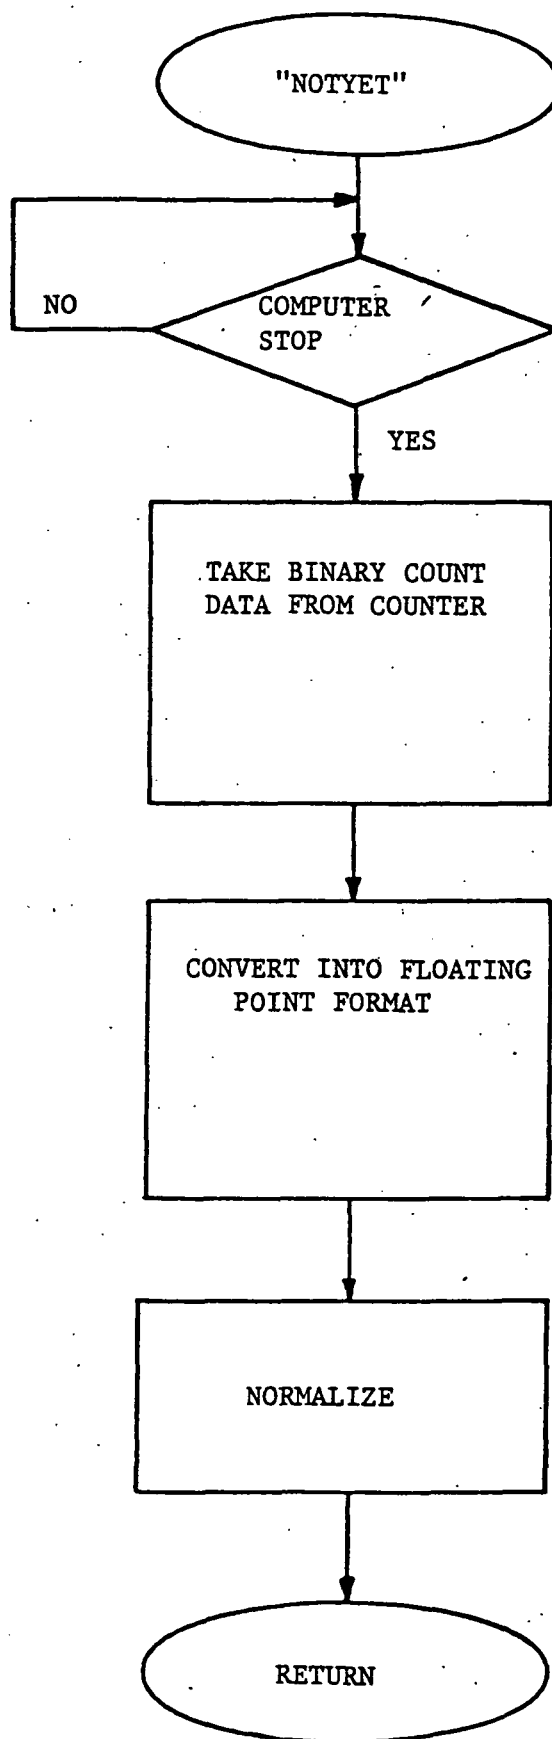 "NOTYET"
COMPUTER
STOP
NO
YES
TAKE BINARY COUNT
DATA FROM COUNTER
CONVERT INTO FLOATING
POINT FORMAT
NORMALIZE
RETURN